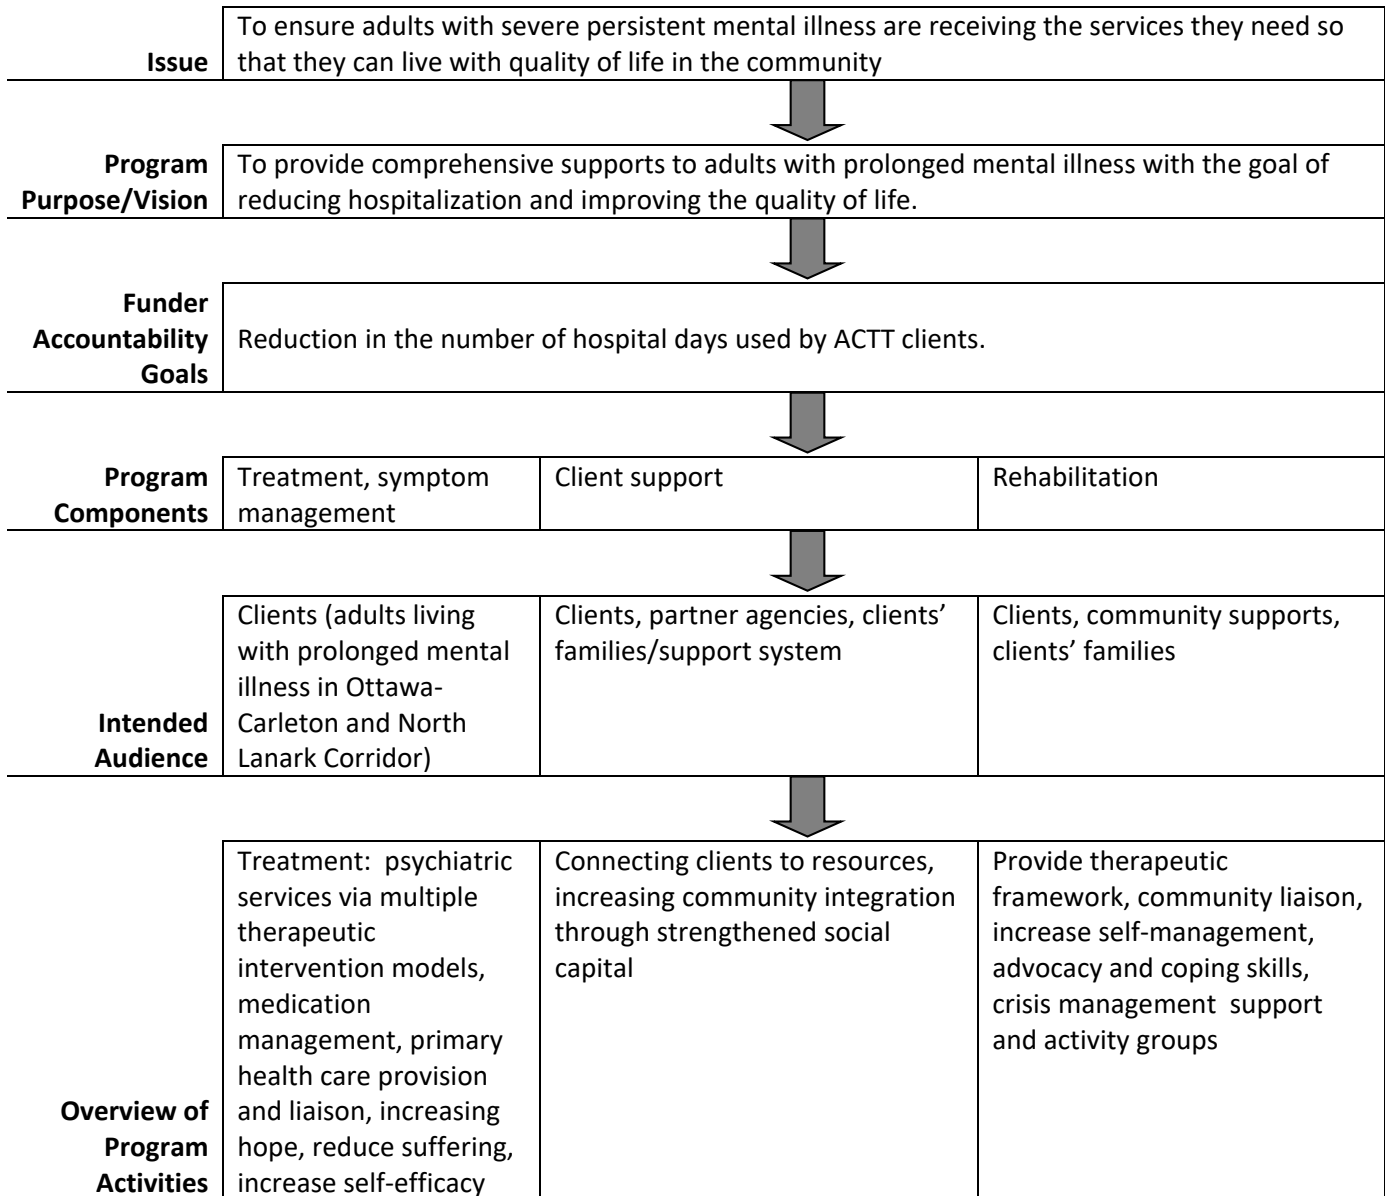 Issue
To ensure adults with severe persistent mental illness are receiving the services they need so
that they can live with quality of life in the community
Program
Purpose/Vision
To provide comprehensive supports to adults with prolonged mental illness with the goal of
reducing hospitalization and improving the quality of life.
Funder
Accountability
Goals
Reduction in the number of hospital days used by ACTT clients.
Program
Components
Treatment, symptom
management
Client support
Rehabilitation
Intended
Audience
Clients (adults living
with prolonged mental
illness in Ottawa-
Carleton and North
Lanark Corridor)
Clients, partner agencies, clients’
families/support system
Clients, community supports,
clients’ families
Overview of
Program
Activities
Treatment:  psychiatric
services via multiple
therapeutic
intervention models,
medication
management, primary
health care provision
and liaison, increasing
hope, reduce suffering,
increase self-efficacy
Connecting clients to resources,
increasing community integration
through strengthened social
capital
Provide therapeutic
framework, community liaison,
increase self-management,
advocacy and coping skills,
crisis management  support
and activity groups